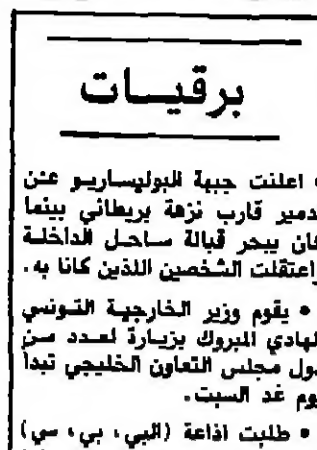 برقيــات
• اعلنت جبهة البوليساريو عن
تدمير قارب نزهة بريطاني بينما
كان يبحر قبالة ساحل الداخلة
واعتقلت الشخصين اللذين كانا به.
• يقوم وزير الخارجية التونسي
الهادي المبروك بزيارة لعدد من
دول مجلس التعاون الخليجي تبدأ
يوم غد السبت.
• طلبت اذاعة (البي، بي، سي)